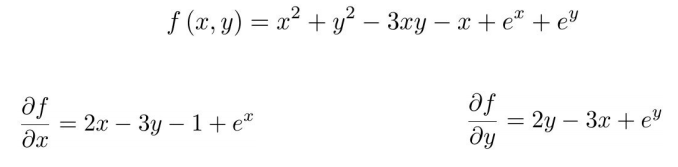 f (x, y) = x² + y² − 3xy − x + eˣ + eʸ
∂f/∂x = 2x − 3y − 1 + eˣ
∂f/∂y = 2y − 3x + eʸ